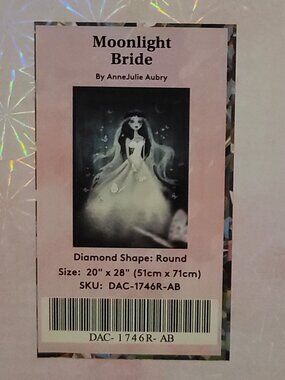 Moonlight
Bride
By AnneJulie Aubry
Diamond Shape: Round
Size: 20" x 28" (51cm x 71cm)
SKU: DAC-1746R-AB
DAC- 1746R- AB